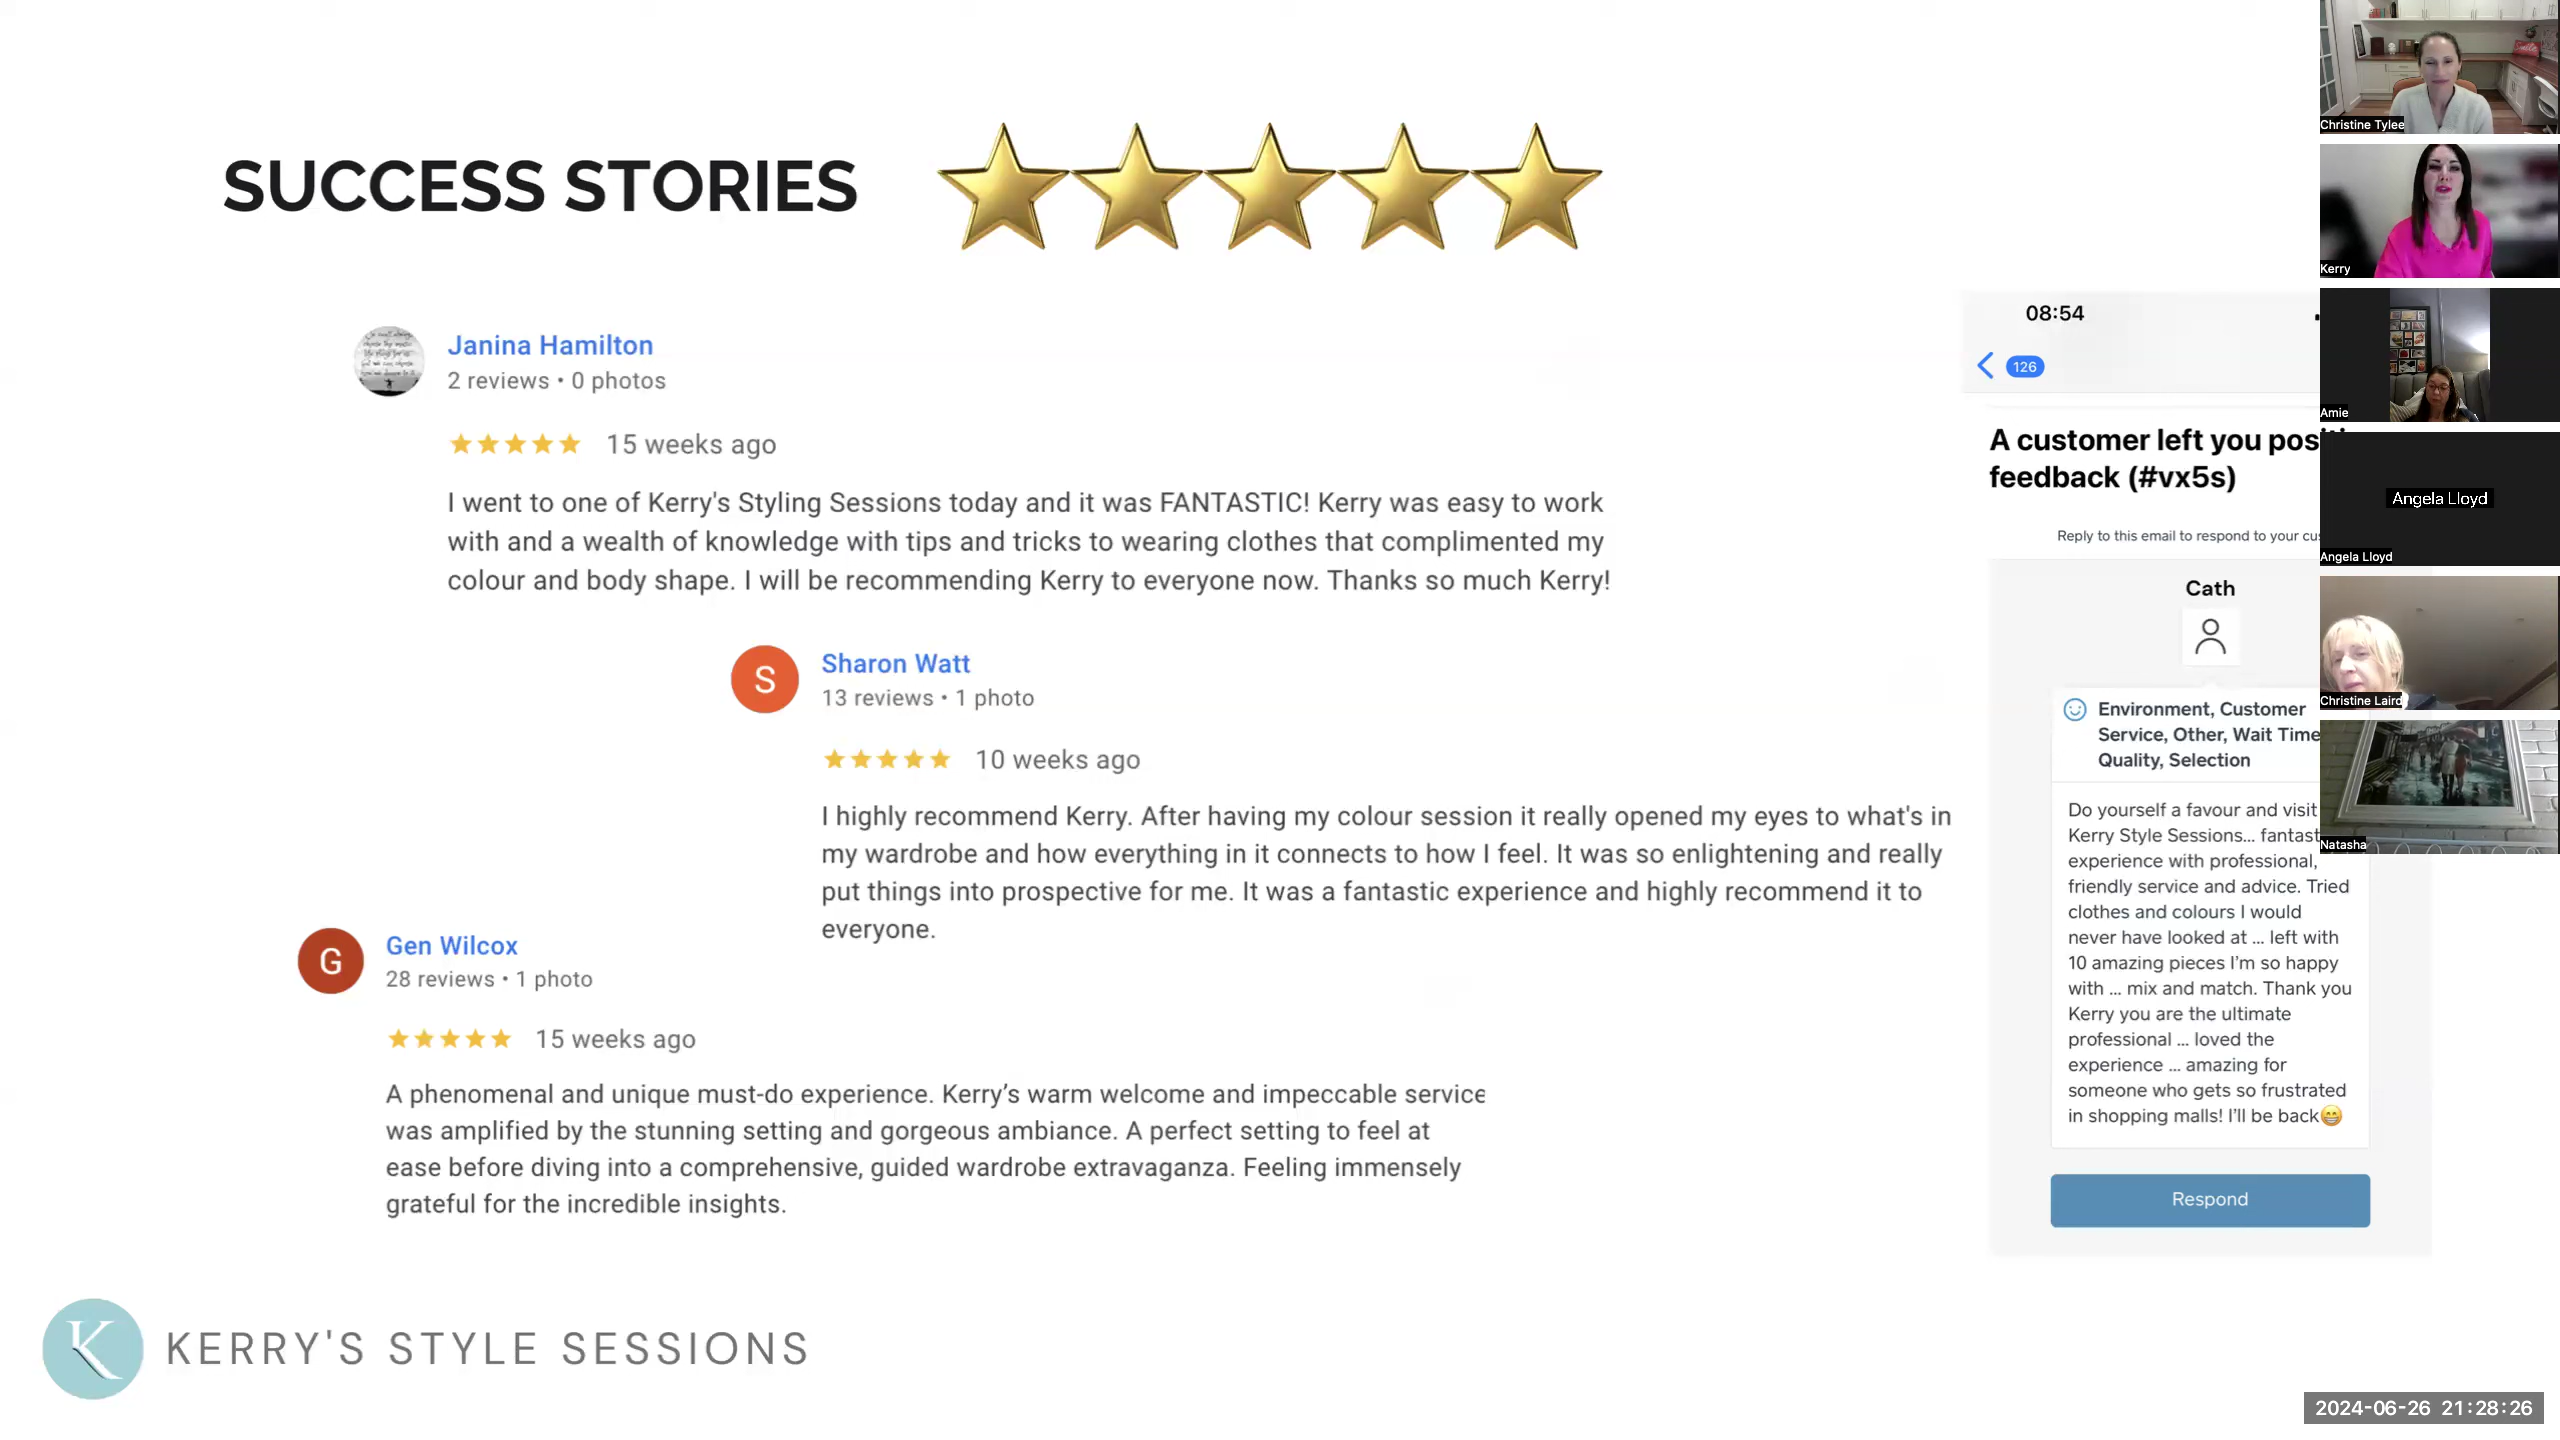 SUCCESS STORIES
Janina Hamilton
2 reviews • 0 photos
15 weeks ago
I went to one of Kerry's Styling Sessions today and it was FANTASTIC! Kerry was easy to work
with and a wealth of knowledge with tips and tricks to wearing clothes that complimented my
colour and body shape. I will be recommending Kerry to everyone now. Thanks so much Kerry!
S
Sharon Watt
13 reviews • 1 photo
10 weeks ago
I highly recommend Kerry. After having my colour session it really opened my eyes to what's in
my wardrobe and how everything in it connects to how I feel. It was so enlightening and really
put things into prospective for me. It was a fantastic experience and highly recommend it to
everyone.
G
Gen Wilcox
28 reviews • 1 photo
15 weeks ago
A phenomenal and unique must-do experience. Kerry’s warm welcome and impeccable service
was amplified by the stunning setting and gorgeous ambiance. A perfect setting to feel at
ease before diving into a comprehensive, guided wardrobe extravaganza. Feeling immensely
grateful for the incredible insights.
08:54
126
A customer left you
feedback (#vx5s)
Reply to this email to respond to your
Cath
Environment, Customer
Service, Other, Wait Time
Quality, Selection
Do yourself a favour and visit
Kerry Style Sessions...
experience with professional,
friendly service and advice. Tried
clothes and colours I would
never have looked at ... left with
10 amazing pieces I’m so happy
with ... mix and match. Thank you
Kerry you are the ultimate
professional ... loved the
experience ... amazing for
someone who gets so frustrated
in shopping malls! I’ll be back😁
Respond
K
KERRY'S STYLE SESSIONS
Christine Tylee
Kerry
Amie
Angela Lloyd
Angela Lloyd
Christine Laird
Natasha
2024-06-26 21:28:26